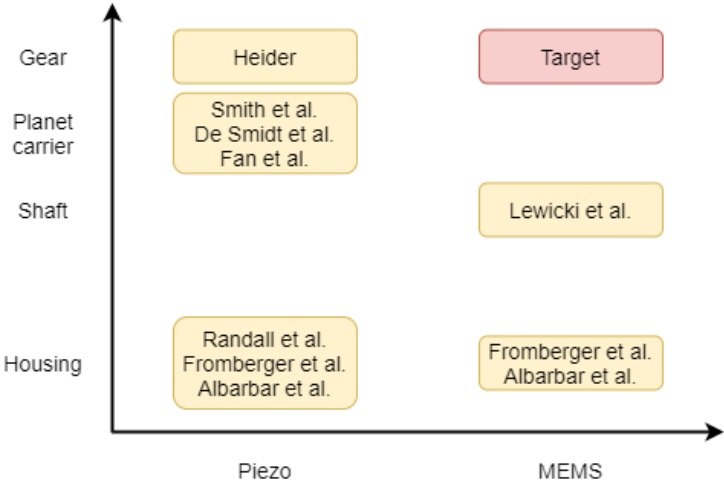 Gear
Heider
Target
Planet
carrier
Smith et al.
De Smidt et al.
Fan et al.
Shaft
Lewicki et al.
Housing
Randall et al.
Fromberger et al.
Albarbar et al.
Fromberger et al.
Albarbar et al.
Piezo
MEMS